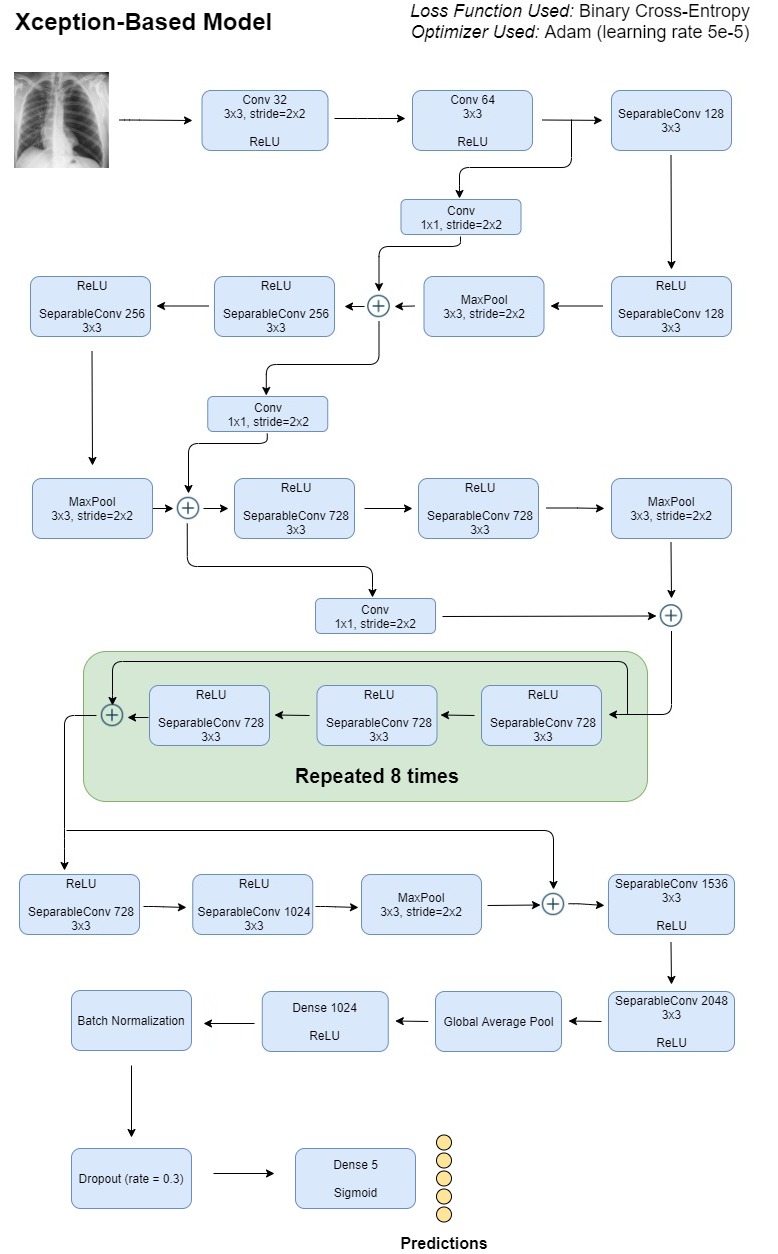 Xception-Based Model
Loss Function Used: Binary Cross-Entropy
Optimizer Used: Adam (learning rate 5e-5)
Conv 32
3x3, stride=2x2
ReLU
Conv 64
3x3
ReLU
SeparableConv 128
3x3
Conv
1x1, stride=2x2
ReLU
SeparableConv 256
3x3
ReLU
SeparableConv 256
3x3
MaxPool
3x3, stride=2x2
ReLU
SeparableConv 128
3x3
Conv
1x1, stride=2x2
MaxPool
3x3, stride=2x2
ReLU
SeparableConv 728
3x3
ReLU
SeparableConv 728
3x3
MaxPool
3x3, stride=2x2
Conv
1x1, stride=2x2
ReLU
SeparableConv 728
3x3
ReLU
SeparableConv 728
3x3
ReLU
SeparableConv 728
3x3
Repeated 8 times
ReLU
SeparableConv 728
3x3
ReLU
SeparableConv 1024
3x3
MaxPool
3x3, stride=2x2
SeparableConv 1536
3x3
ReLU
Batch Normalization
Dense 1024
ReLU
Global Average Pool
SeparableConv 2048
3x3
ReLU
Dropout (rate = 0.3)
Dense 5
Sigmoid
Predictions